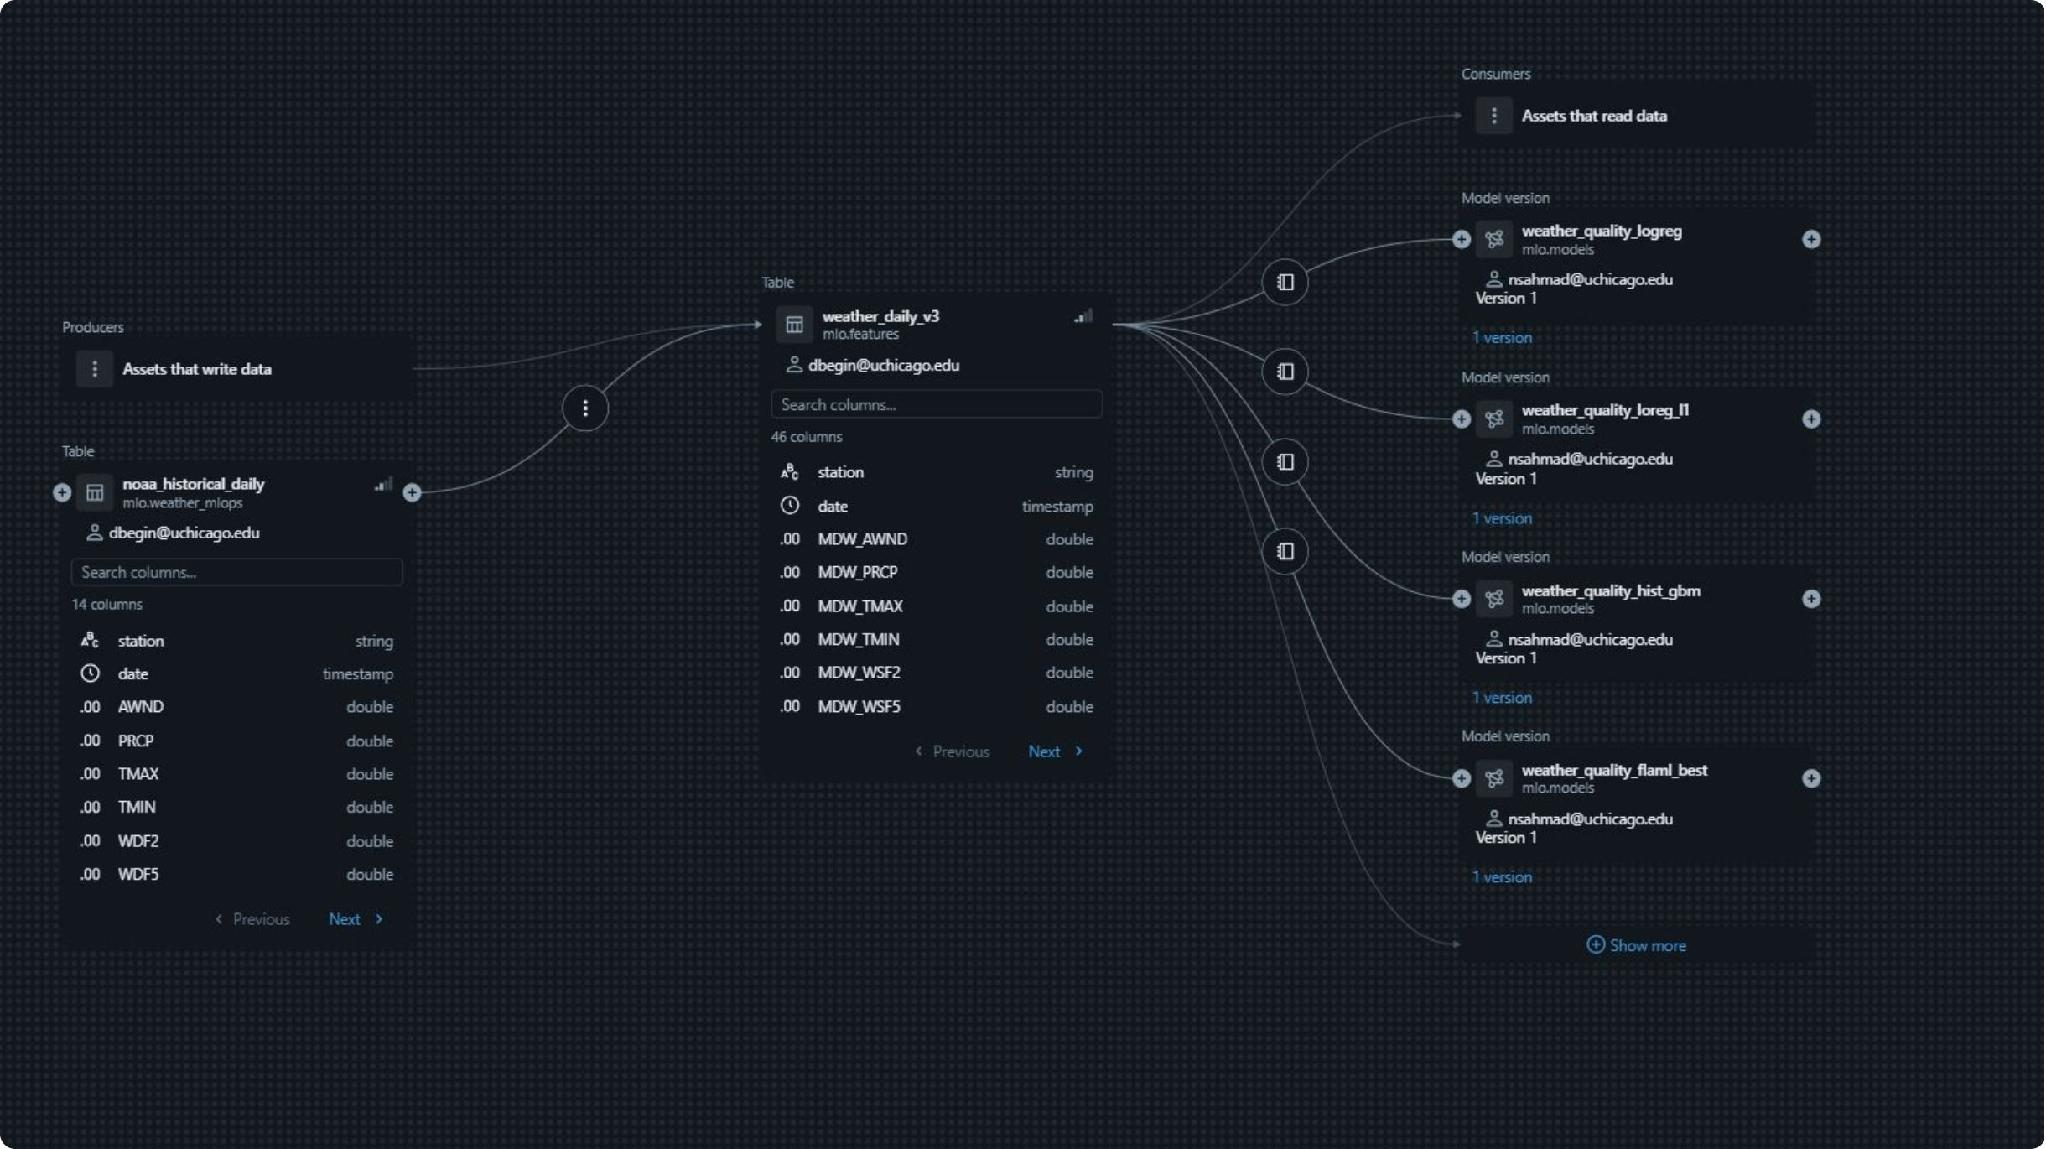 Producers
Assets that write data
Table
noaa_historical_daily
mlo.weather_mlops
dbegin@uchicago.edu
Search columns...
14 columns
station string
date timestamp
.00 AWND double
.00 PRCP double
.00 TMAX double
.00 TMIN double
.00 WDF2 double
.00 WDF5 double
Previous Next
Table
weather_daily_v3
mlo.features
dbegin@uchicago.edu
Search columns...
46 columns
station string
date timestamp
.00 MDW_AWND double
.00 MDW_PRCP double
.00 MDW_TMAX double
.00 MDW_TMIN double
.00 MDW_WSF2 double
.00 MDW_WSF5 double
Previous Next
Consumers
Assets that read data
Model version
weather_quality_logreg
mlo.models
nsahmad@uchicago.edu
Version 1
1 version
Model version
weather_quality_loreg_l1
mlo.models
nsahmad@uchicago.edu
Version 1
1 version
Model version
weather_quality_hist_gbm
mlo.models
nsahmad@uchicago.edu
Version 1
1 version
Model version
weather_quality_flaml_best
mlo.models
nsahmad@uchicago.edu
Version 1
1 version
Show more